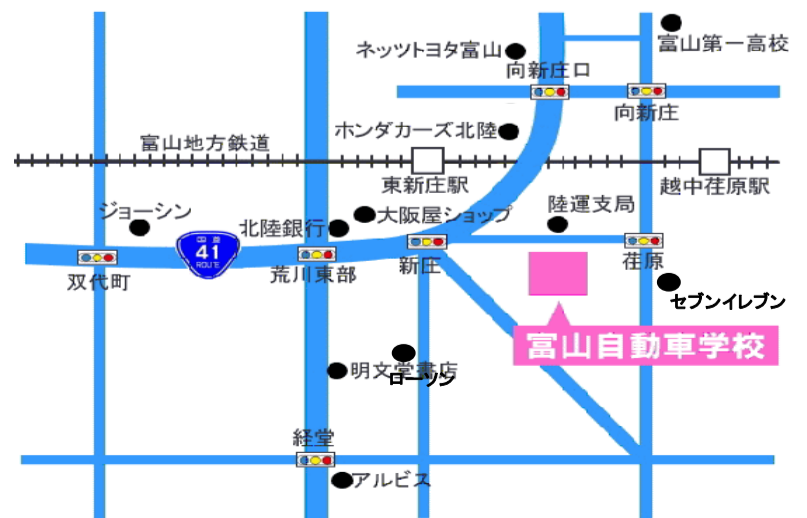 富山第一高校
ネッツトヨタ富山
向新庄口
向新庄
ホンダカーズ北陸
富山地方鉄道
東新庄駅
越中荏原駅
ジョーシン
大阪屋ショップ
陸運支局
北陸銀行
国道
41
ROUTE
双代町
荒川東部
新庄
荏原
セブンイレブン
富山自動車学校
明文堂書店
ローソン
経堂
アルビス